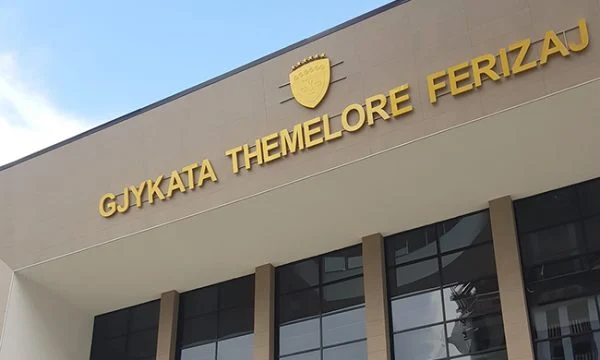 GJYKATA THEMELORE FERIZAJ